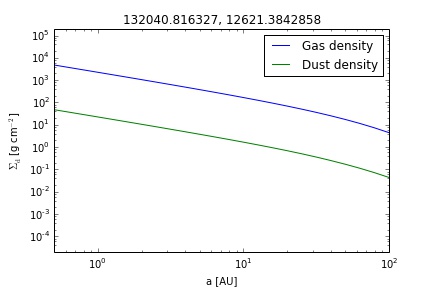 132040.816327, 12621.3842858
Gas density
Dust density
10^5
10^4
10^3
10^2
10^1
10^0
10^-1
10^-2
10^-3
10^-4
Σ_d [g cm^-2]
10^0 10^1 10^2
a [AU]